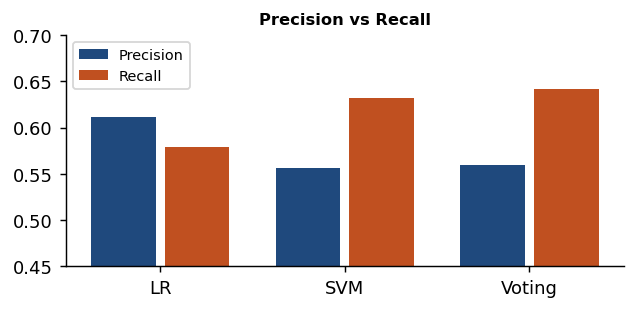 Precision vs Recall
0.70
0.65
0.60
0.55
0.50
0.45
Precision
Recall
LR SVM Voting